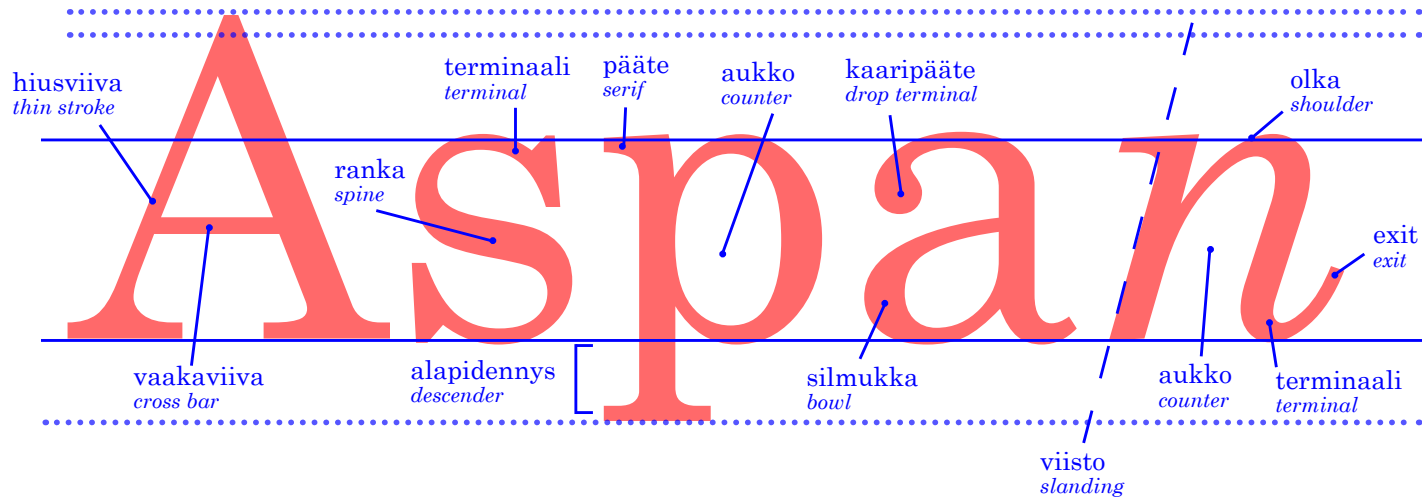 Aspan
hiusviiva
thin stroke
terminaali
terminal
pääte
serif
aukko
counter
kaaripääte
drop terminal
olka
shoulder
ranka
spine
exit
exit
vaakaviiva
cross bar
alapidennys
descender
silmukka
bowl
aukko
counter
terminaali
terminal
viisto
slanding